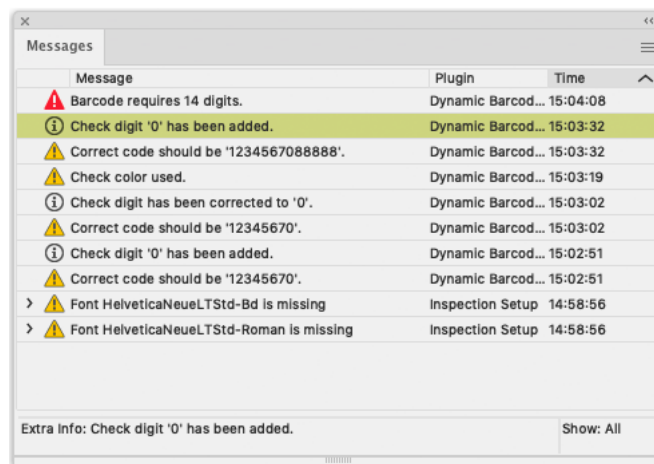 Messages
Message Plugin Time
Barcode requires 14 digits. Dynamic Barcod... 15:04:08
Check digit '0' has been added. Dynamic Barcod... 15:03:32
Correct code should be '1234567088888'. Dynamic Barcod... 15:03:32
Check color used. Dynamic Barcod... 15:03:19
Check digit has been corrected to '0'. Dynamic Barcod... 15:03:02
Correct code should be '12345670'. Dynamic Barcod... 15:03:02
Check digit '0' has been added. Dynamic Barcod... 15:02:51
Correct code should be '12345670'. Dynamic Barcod... 15:02:51
Font HelveticaNeueLTStd-Bd is missing Inspection Setup 14:58:56
Font HelveticaNeueLTStd-Roman is missing Inspection Setup 14:58:56
Extra Info: Check digit '0' has been added. Show: All